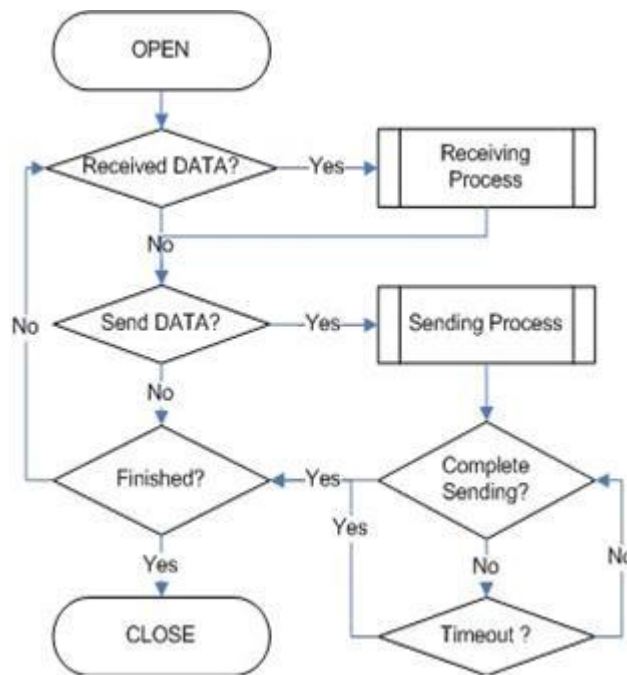 OPEN
Received DATA?
Yes
Receiving
Process
No
Send DATA?
Yes
Sending Process
No
No
Finished?
Yes
Complete
Sending?
Yes
No
No
Yes
CLOSE
Timeout ?